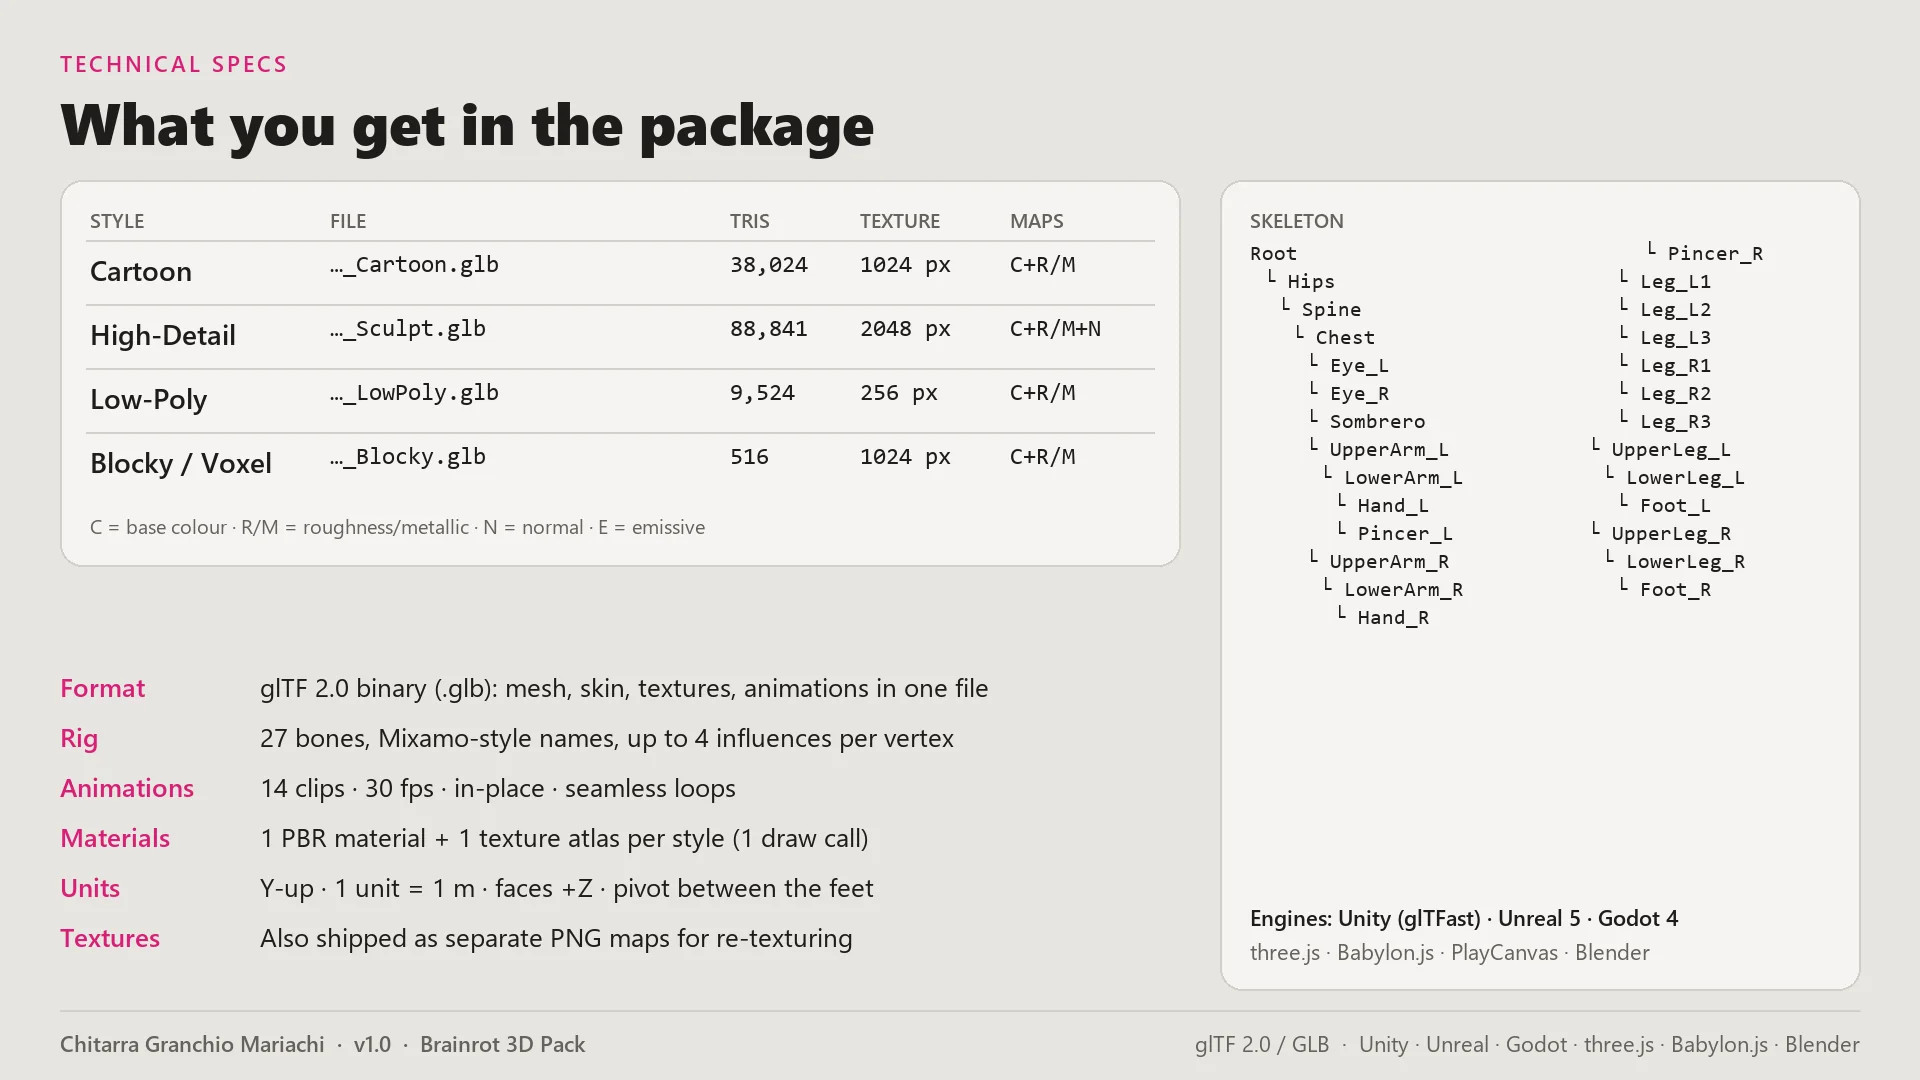 TECHNICAL SPECS
What you get in the package
STYLE FILE TRIS TEXTURE MAPS
Cartoon …_Cartoon.glb 38,024 1024 px C+R/M
High-Detail …_Sculpt.glb 88,841 2048 px C+R/M+N
Low-Poly …_LowPoly.glb 9,524 256 px C+R/M
Blocky / Voxel …_Blocky.glb 516 1024 px C+R/M
C = base colour · R/M = roughness/metallic · N = normal · E = emissive
Format glTF 2.0 binary (.glb): mesh, skin, textures, animations in one file
Rig 27 bones, Mixamo-style names, up to 4 influences per vertex
Animations 14 clips · 30 fps · in-place · seamless loops
Materials 1 PBR material + 1 texture atlas per style (1 draw call)
Units Y-up · 1 unit = 1 m · faces +Z · pivot between the feet
Textures Also shipped as separate PNG maps for re-texturing
SKELETON
Root
└ Hips
└ Spine
└ Chest
└ Eye_L
└ Eye_R
└ Sombrero
└ UpperArm_L
└ LowerArm_L
└ Hand_L
└ Pincer_L
└ UpperArm_R
└ LowerArm_R
└ Hand_R
└ Pincer_R
└ Leg_L1
└ Leg_L2
└ Leg_L3
└ Leg_R1
└ Leg_R2
└ Leg_R3
└ UpperLeg_L
└ LowerLeg_L
└ Foot_L
└ UpperLeg_R
└ LowerLeg_R
└ Foot_R
Engines: Unity (glTFast) · Unreal 5 · Godot 4
three.js · Babylon.js · PlayCanvas · Blender
Chitarra Granchio Mariachi · v1.0 · Brainrot 3D Pack
glTF 2.0 / GLB · Unity · Unreal · Godot · three.js · Babylon.js · Blender